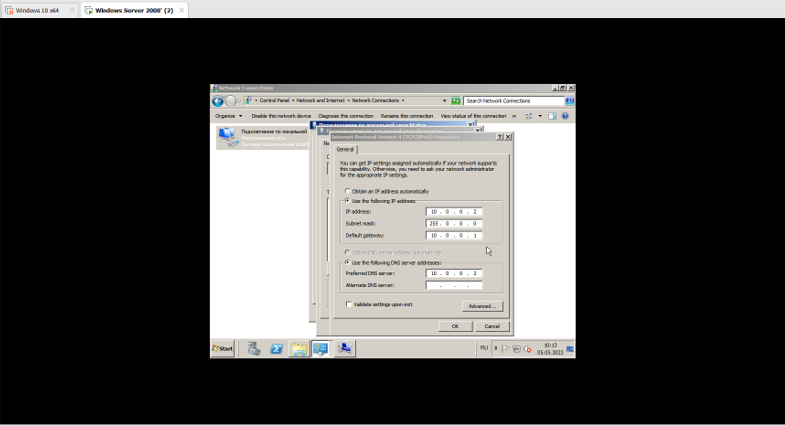 Windows 10 x64
Windows Server 2008' (2)
Network Connections
Control Panel • Network and Internet • Network Connections •
Search Network Connections
Organize
Disable this network device
Diagnose this connection
Rename this connection
View status of this connection
»
Подключение по локальной
Status
Internet Protocol Version 4 (TCP/IPv4) Properties
General
You can get IP settings assigned automatically if your network supports
this capability. Otherwise, you need to ask your network administrator
for the appropriate IP settings.
Obtain an IP address automatically
Use the following IP address:
IP address:
10 . 0 . 0 . 2
Subnet mask:
255 . 0 . 0 . 0
Default gateway:
10 . 0 . 0 . 1
Obtain DNS server address automatically
Use the following DNS server addresses:
Preferred DNS server:
10 . 0 . 0 . 2
Alternate DNS server:
. . .
Validate settings upon exit
Advanced...
OK
Cancel
Start
RU
10:13
05.05.2023